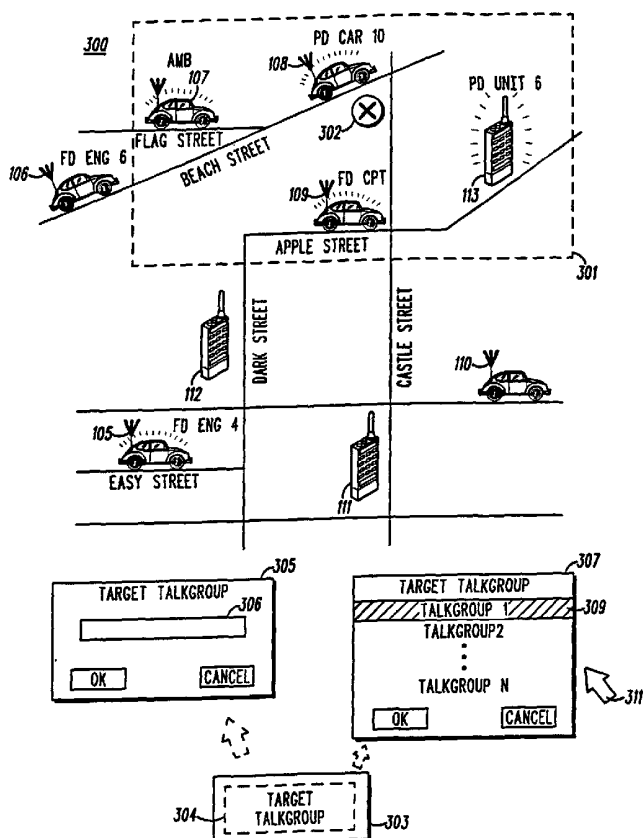 300
AMB
107
PD CAR 10
108
302
PD UNIT 6
113
FLAG STREET
BEACH STREET
FD ENG 6
106
FD CPT
109
APPLE STREET
301
112
DARK STREET
CASTLE STREET
110
105
FD ENG 4
EASY STREET
111
305
TARGET TALKGROUP
306
OK
CANCEL
307
TARGET TALKGROUP
TALKGROUP 1
309
TALKGROUP2
TALKGROUP N
OK
CANCEL
311
304
TARGET
TALKGROUP
303